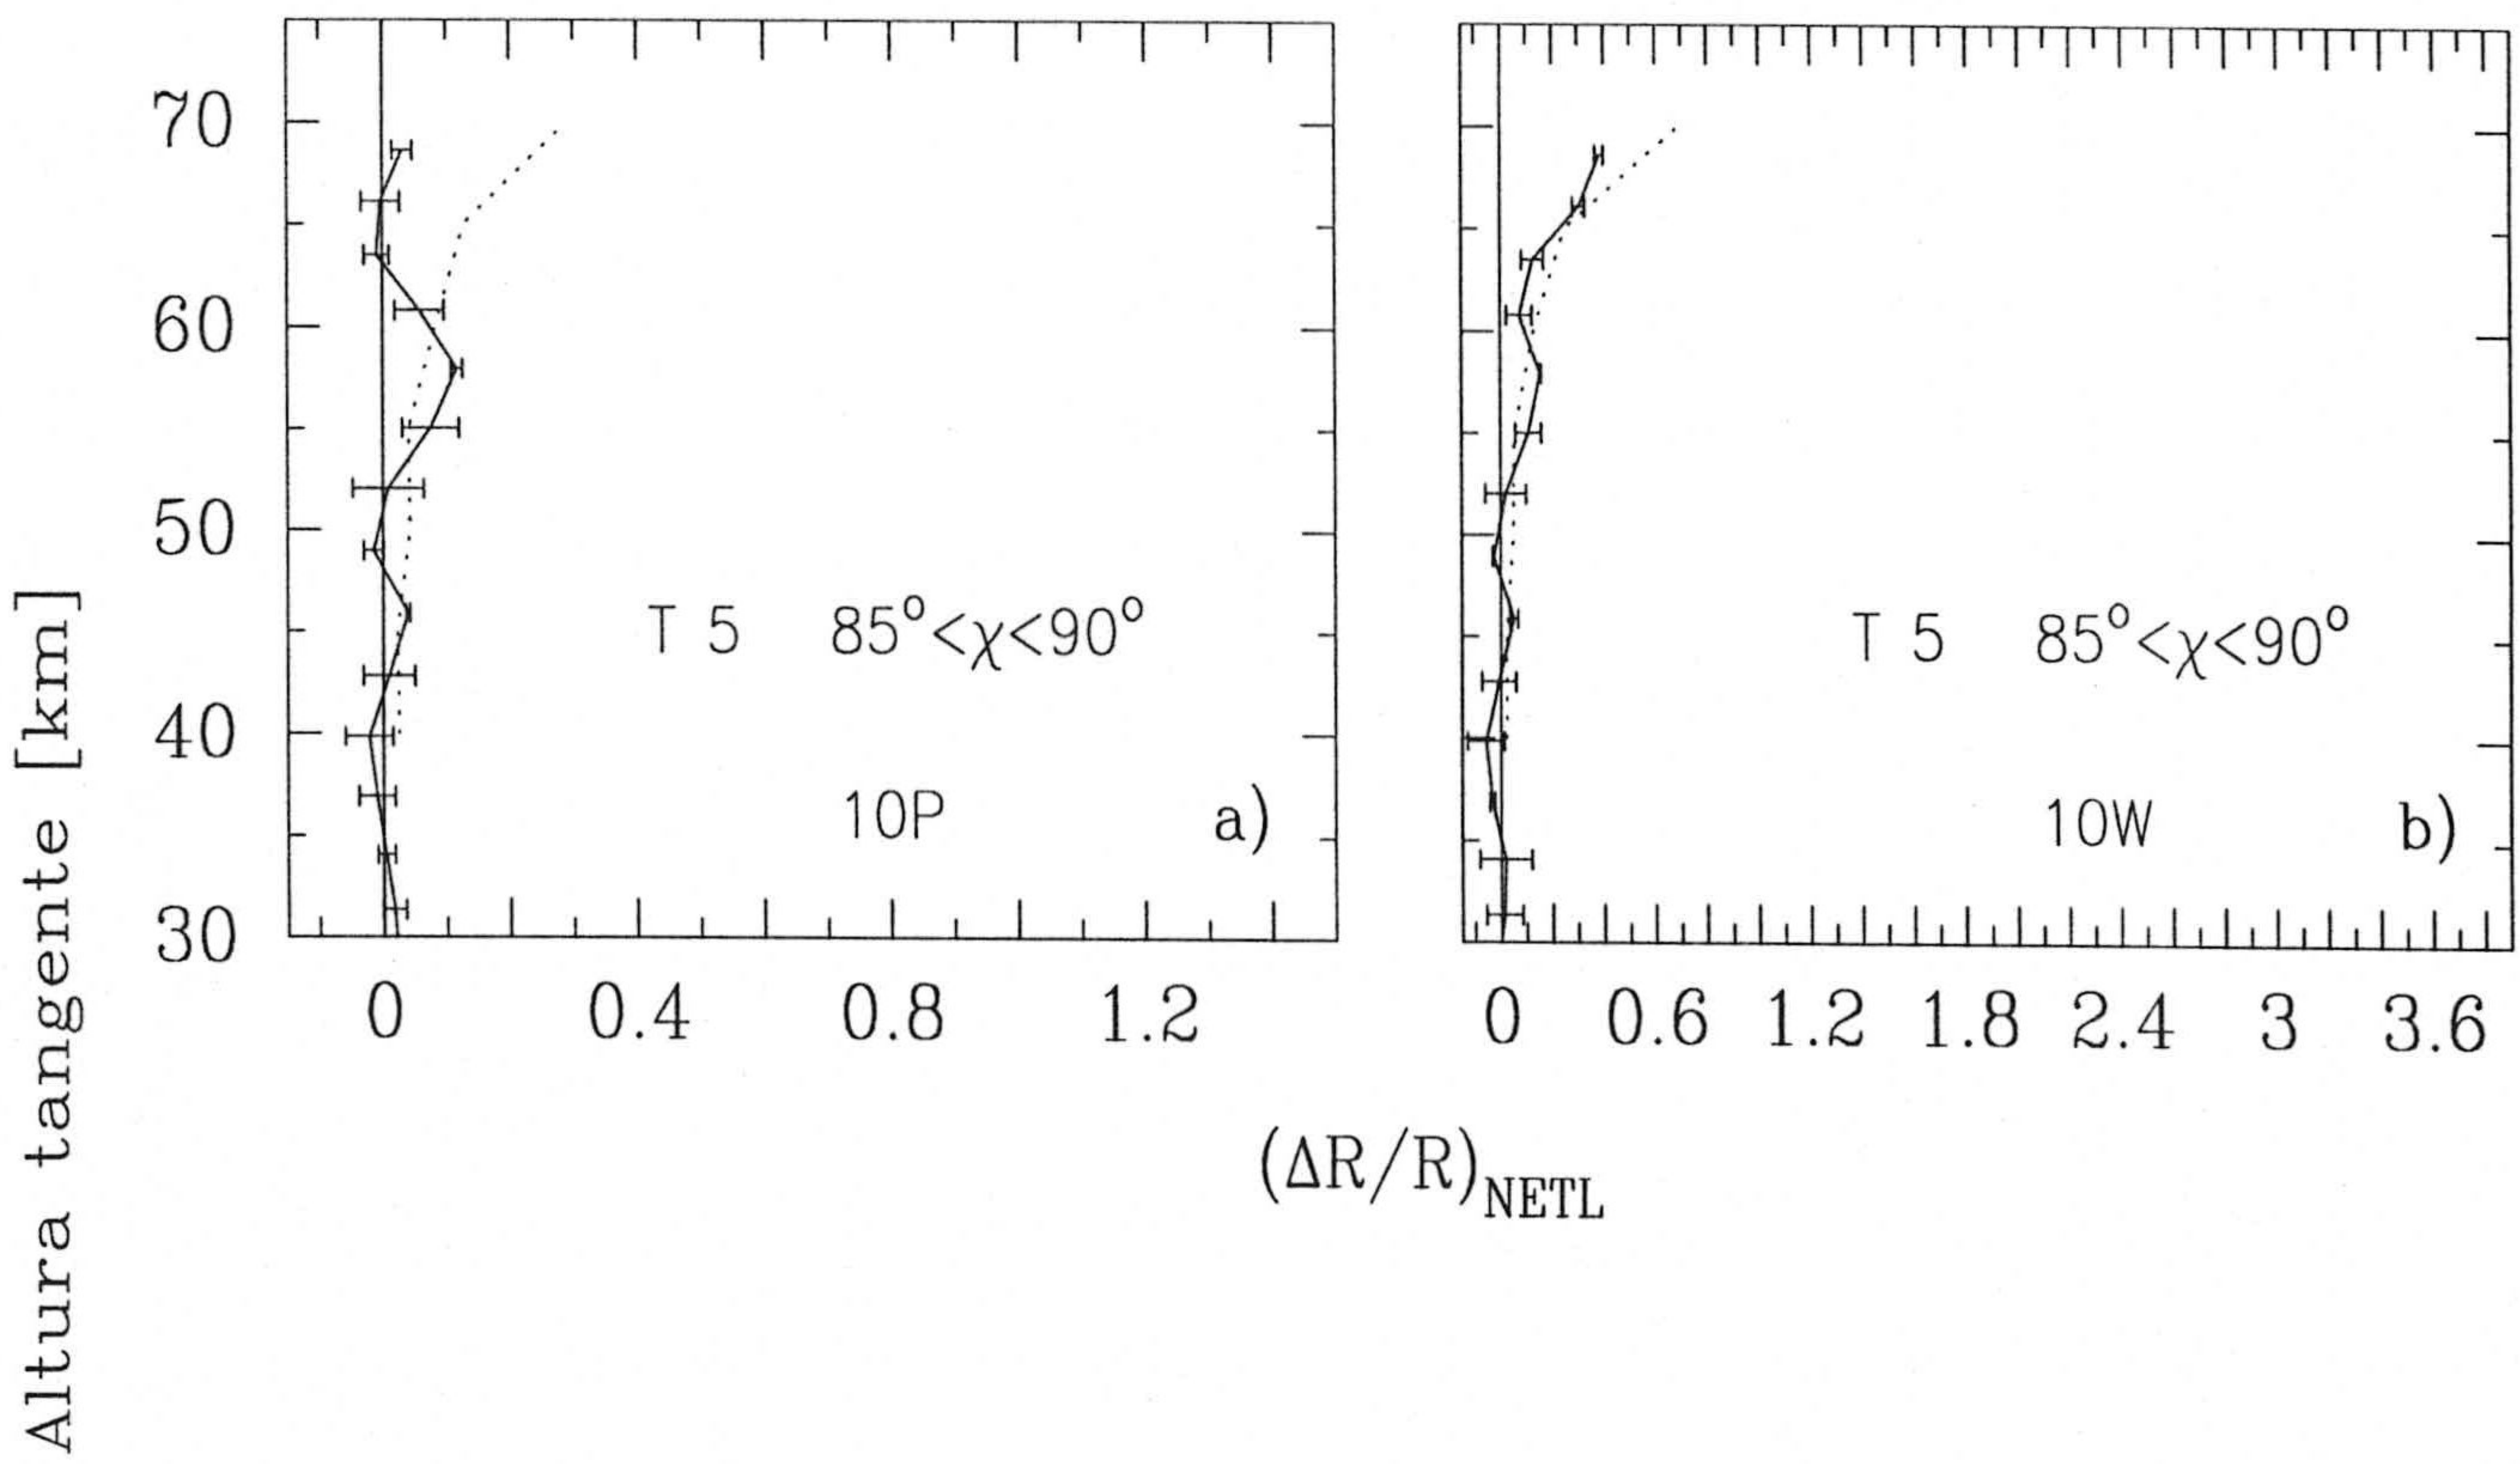 70
60
50
40
30
Altura tangente [km]
T 5 85°<χ<90°
10P a)
0 0.4 0.8 1.2
T 5 85°<χ<90°
10W b)
0 0.6 1.2 1.8 2.4 3 3.6
(ΔR/R)NETL